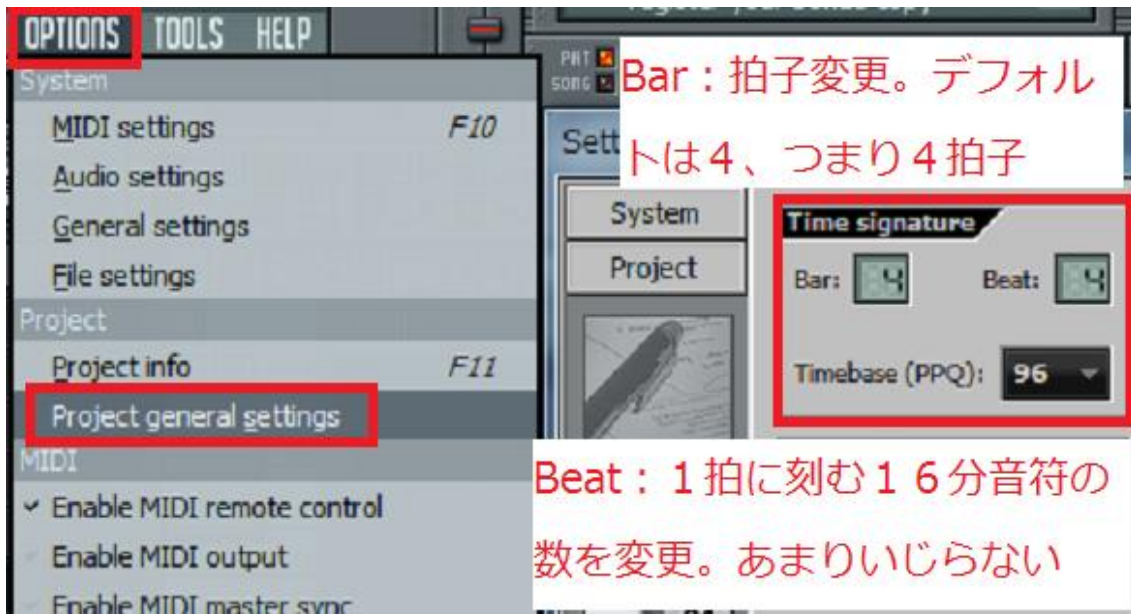 OPTIONS TOOLS HELP
System
MIDI settings F10
Audio settings
General settings
File settings
Project
Project info F11
Project general settings
MIDI
Enable MIDI remote control
Enable MIDI output
Enable MIDI master sync
PAT
SONG
Bar：拍子変更。デフォル
トは４、つまり４拍子
Sett
System
Project
Time signature
Bar: 4 Beat: 4
Timebase (PPQ): 96
Beat：１拍に刻む１６分音符の
数を変更。あまりいじらない